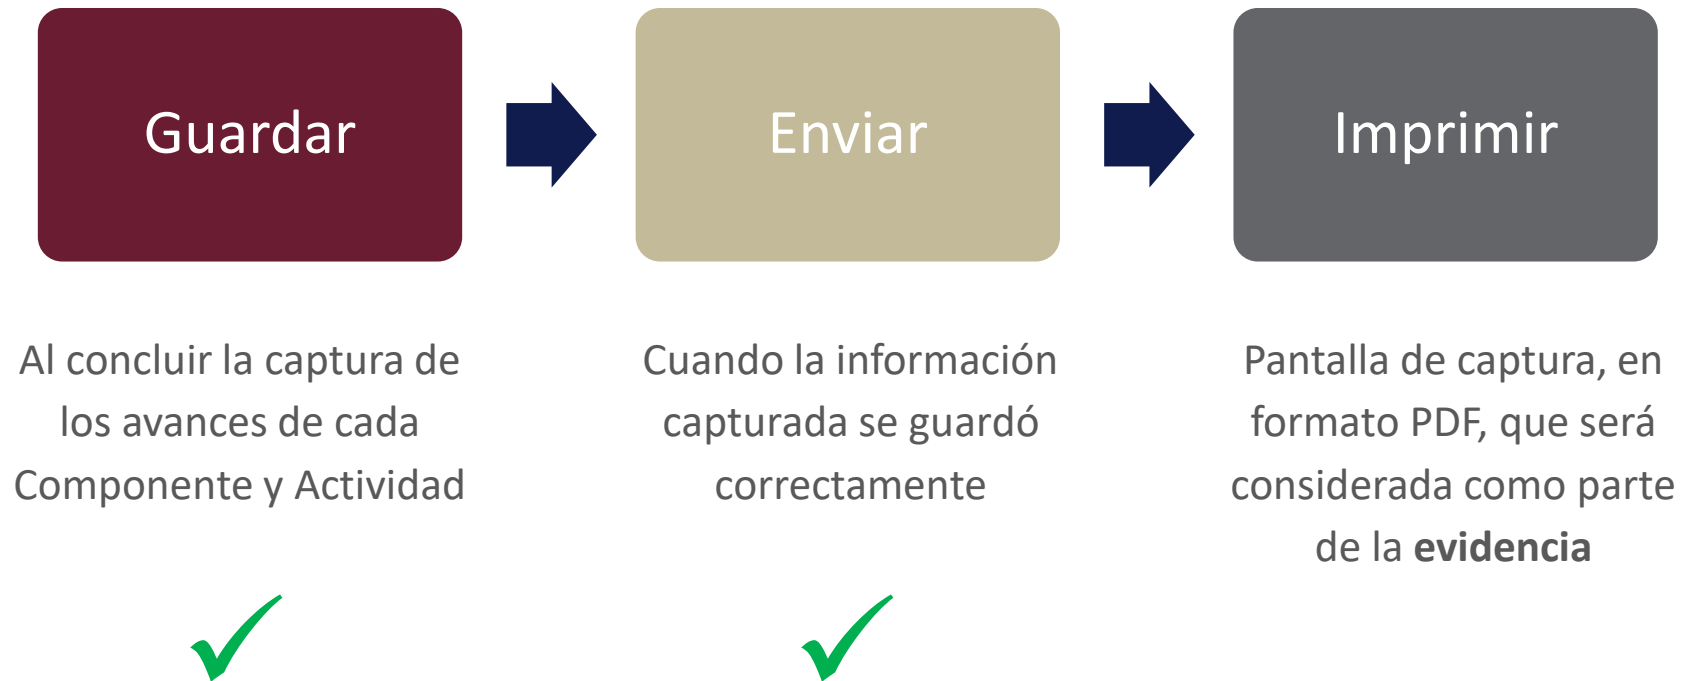 Guardar
Enviar
Imprimir
Al concluir la captura de
los avances de cada
Componente y Actividad
Cuando la información
capturada se guardó
correctamente
Pantalla de captura, en
formato PDF, que será
considerada como parte
de la evidencia